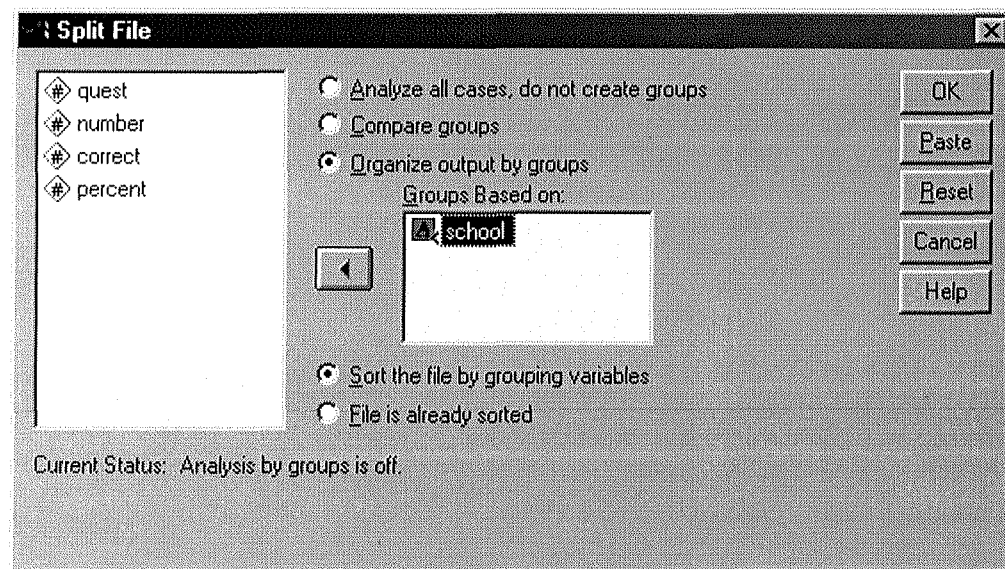 Split File
quest
number
correct
percent
Analyze all cases, do not create groups
Compare groups
Organize output by groups
Groups Based on:
school
Sort the file by grouping variables
File is already sorted
OK
Paste
Reset
Cancel
Help
Current Status: Analysis by groups is off.